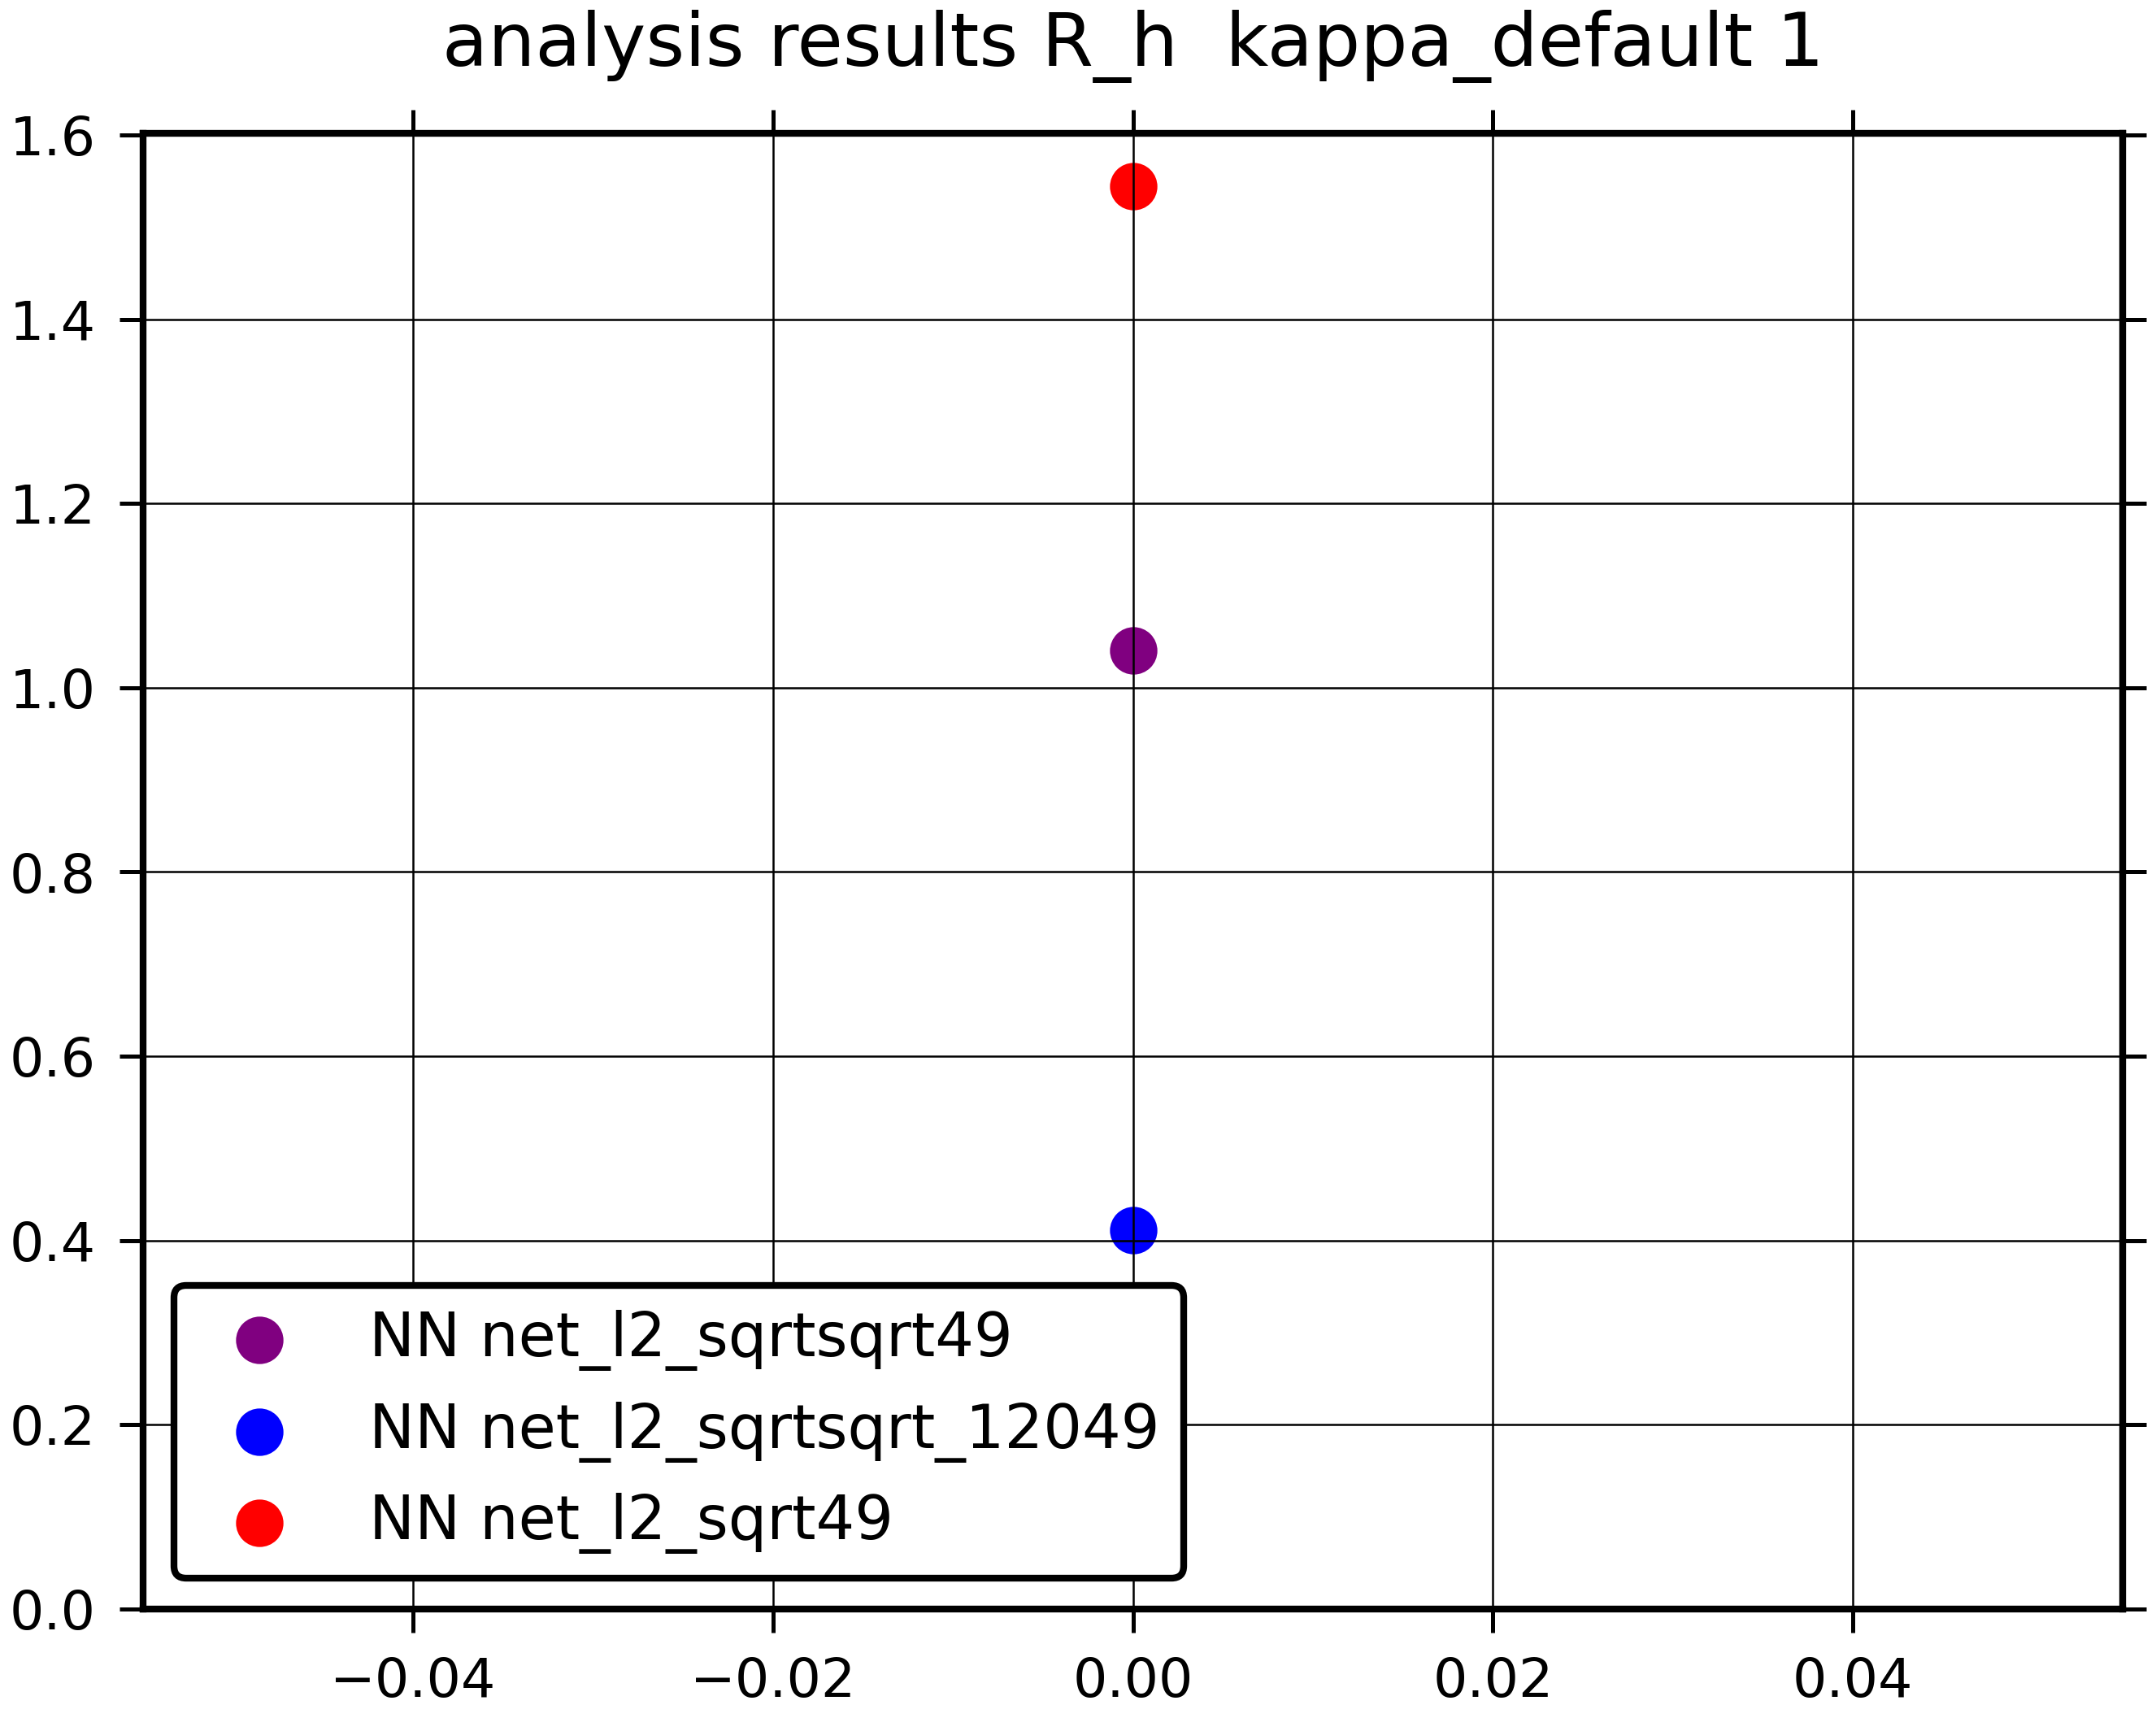 analysis results R_h  kappa_default 1
1.6
1.4
1.2
1.0
0.8
0.6
0.4
0.2
0.0
NN net_l2_sqrtsqrt49
NN net_l2_sqrtsqrt_12049
NN net_l2_sqrt49
−0.04 −0.02 0.00 0.02 0.04